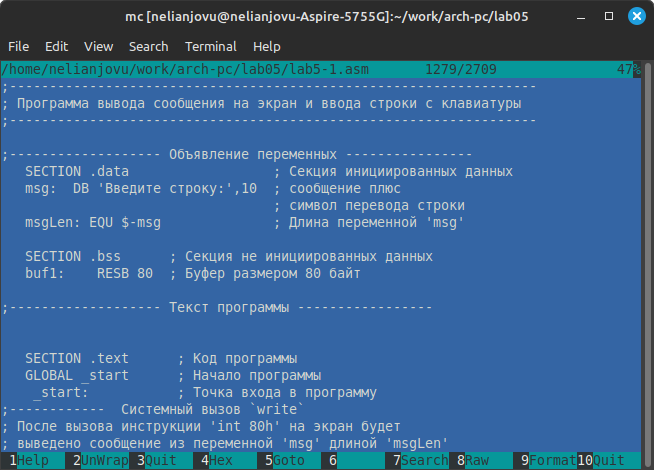 mc [nelianjovu@nelianjovu-Aspire-5755G]:~/work/arch-pc/lab05
File Edit View Search Terminal Help
/home/nelianjovu/work/arch-pc/lab05/lab5-1.asm 1279/2709 47%
;------------------------------------------------------------------
; Программа вывода сообщения на экран и ввода строки с клавиатуры
;------------------------------------------------------------------
;------------------- Объявление переменных ----------------
SECTION .data ; Секция инициированных данных
msg: DB 'Введите строку:',10 ; сообщение плюс
; символ перевода строки
msgLen: EQU $-msg ; Длина переменной 'msg'
SECTION .bss ; Секция не инициированных данных
buf1: RESB 80 ; Буфер размером 80 байт
;------------------- Текст программы -----------------
SECTION .text ; Код программы
GLOBAL _start ; Начало программы
_start: ; Точка входа в программу
;------------ Системный вызов `write`
; После вызова инструкции 'int 80h' на экран будет
; выведено сообщение из переменной 'msg' длиной 'msgLen'
1Help 2UnWrap 3Quit 4Hex 5Goto 6 7Search 8Raw 9Format 10Quit